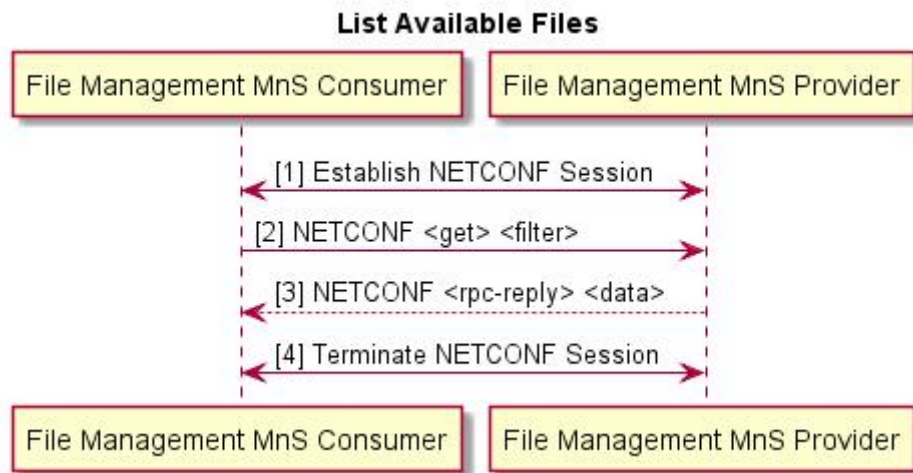 List Available Files
File Management MnS Consumer File Management MnS Provider
[1] Establish NETCONF Session
[2] NETCONF <get> <filter>
[3] NETCONF <rpc-reply> <data>
[4] Terminate NETCONF Session
File Management MnS Consumer File Management MnS Provider